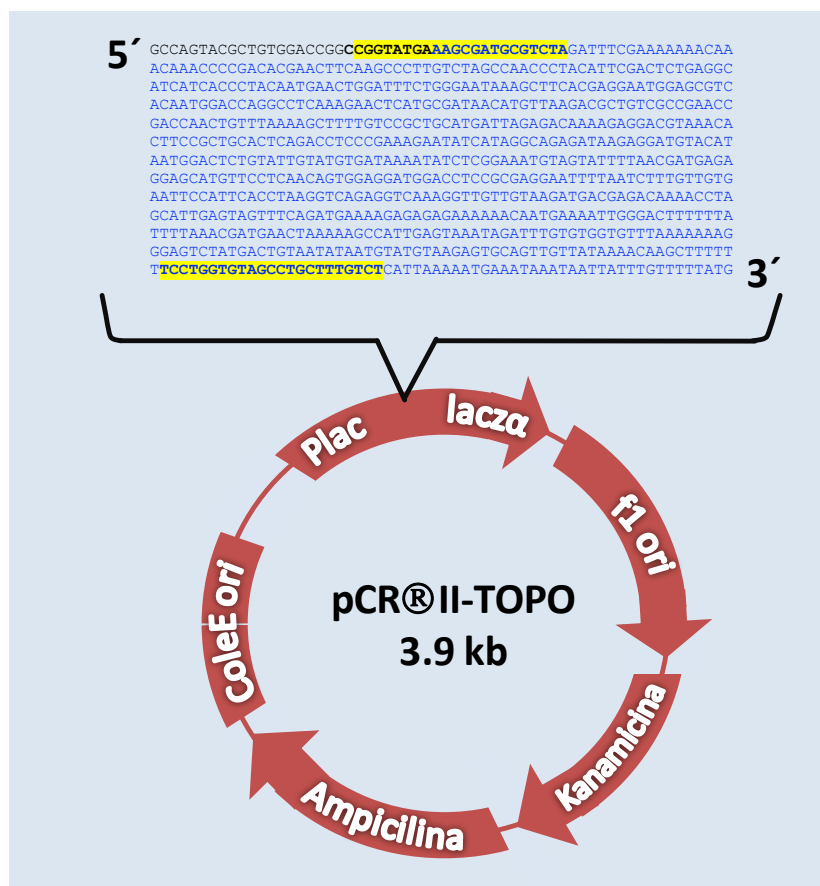 5´ GCCAGTACGCTGTGGACCGGCCGGTATGAAAGCGATGCGTCTAGATTTCGAAAAAAACAA
ACAAACCCCGACACGAACTTCAAGCCCTTGTCTAGCCAACCCTACATTCGACTCTGAGGC
ATCATCACCCTACAATGAACTGGATTTCTGGGAATAAAGCTTCACGAGGAATGGAGCGTC
ACAATGGACCAGGCCTCAAAGAACTCATGCGATAACATGTTAAGACGCTGTCGCCGAACC
GACCAACTGTTTAAAAGCTTTTGTCCGCTGCATGATTAGAGACAAAAGAGGACGTAAACA
CTTCCGCTGCACTCAGACCTCCCGAAAGAATATCATAGGCAGAGATAAGAGGATGTACAT
AATGGACTCTGTATTGTATGTGATAAAATATCTCGGAAATGTAGTATTTTAACGATGAGA
GGAGCATGTTCCTCAACAGTGGAGGATGGACCTCCGCGAGGAATTTTAATCTTTGTTGTG
AATTCCATTCACCTAAGGTCAGAGGTCAAAGGTTGTTGTAAGATGACGAGACAAAACCTA
GCATTGAGTAGTTTCAGATGAAAAGAGAGAGAAAAAACAATGAAAATTGGGACTTTTTTA
TTTTAAACGATGAACTAAAAAGCCATTGAGTAAATAGATTTGTGTGGTGTTTAAAAAAAG
GGAGTCTATGACTGTAATATAATGTATGTAAGAGTGCAGTTGTTATAAAACAAGCTTTTT
TTCCTGGTGTAGCCTGCTTTGTCTCATTAAAAATGAAATAAATAATTATTTGTTTTTATG 3´
Plac
laczα
f1 ori
ColeE ori
pCR®II-TOPO
3.9 kb
Kanamicina
Ampicilina